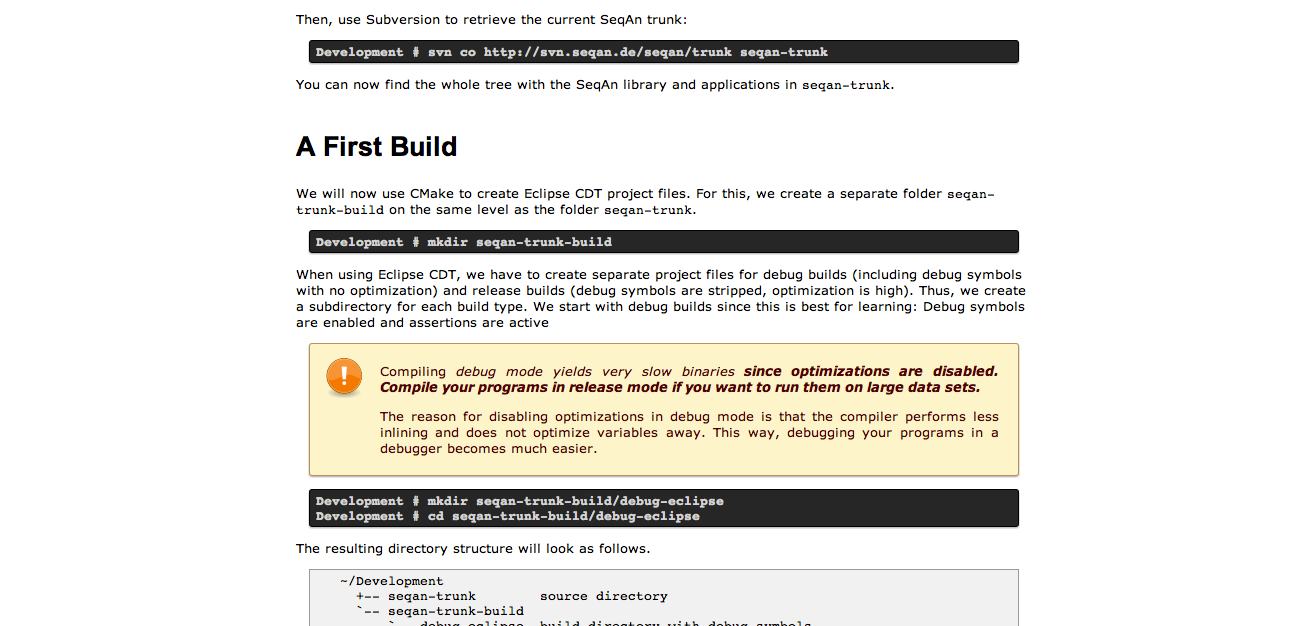 Then, use Subversion to retrieve the current SeqAn trunk:
Development # svn co http://svn.seqan.de/seqan/trunk seqan-trunk
You can now find the whole tree with the SeqAn library and applications in seqan-trunk.
A First Build
We will now use CMake to create Eclipse CDT project files. For this, we create a separate folder seqan-
trunk-build on the same level as the folder seqan-trunk.
Development # mkdir seqan-trunk-build
When using Eclipse CDT, we have to create separate project files for debug builds (including debug symbols
with no optimization) and release builds (debug symbols are stripped, optimization is high). Thus, we create
a subdirectory for each build type. We start with debug builds since this is best for learning: Debug symbols
are enabled and assertions are active
Compiling debug mode yields very slow binaries since optimizations are disabled.
Compile your programs in release mode if you want to run them on large data sets.
The reason for disabling optimizations in debug mode is that the compiler performs less
inlining and does not optimize variables away. This way, debugging your programs in a
debugger becomes much easier.
Development # mkdir seqan-trunk-build/debug-eclipse
Development # cd seqan-trunk-build/debug-eclipse
The resulting directory structure will look as follows.
~/Development
+-- seqan-trunk source directory
`-- seqan-trunk-build
`-- debug-eclipse build directory with debug symbols